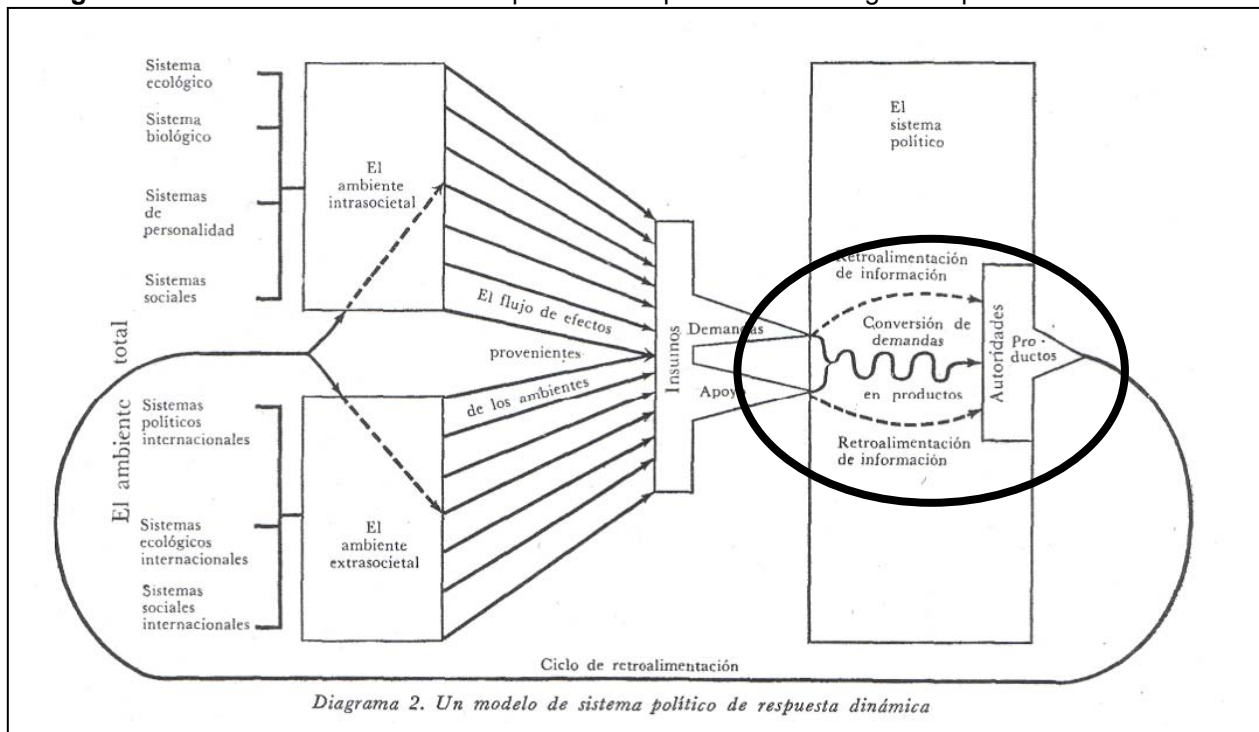 Sistema
ecológico
Sistema
biológico
Sistemas
de
personalidad
Sistemas
sociales
El
ambiente
intrasocietal
El ambiente total
Sistemas
políticos
internacionales
Sistemas
ecológicos
internacionales
Sistemas
sociales
internacionales
El
ambiente
extrasocietal
El flujo de efectos
provenientes
de los ambientes
Insumos
Demandas
Apoyo
El
sistema
político
Retroalimentación
de información
Conversión de
demandas
en productos
Retroalimentación
de información
Autoridades
Pro-
ductos
Ciclo de retroalimentación
Diagrama 2. Un modelo de sistema político de respuesta dinámica